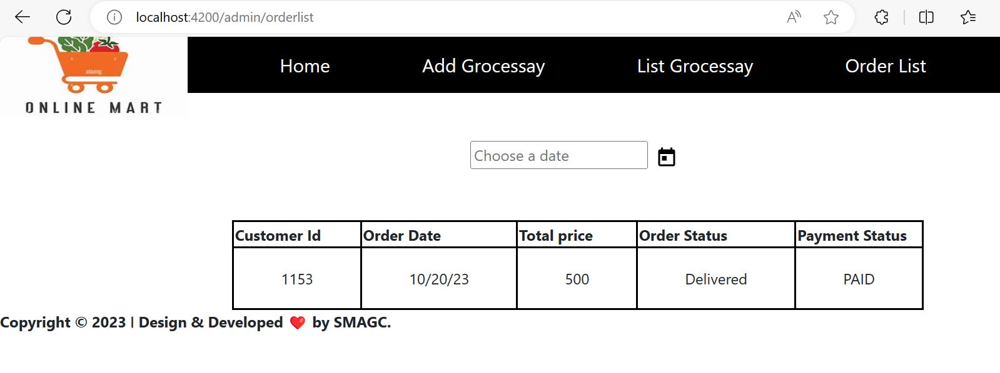 localhost:4200/admin/orderlist
alamy
ONLINE MART
Home Add Grocessay List Grocessay Order List
Choose a date
Customer Id Order Date Total price Order Status Payment Status
1153 10/20/23 500 Delivered PAID
Copyright © 2023 | Design & Developed ❤️ by SMAGC.